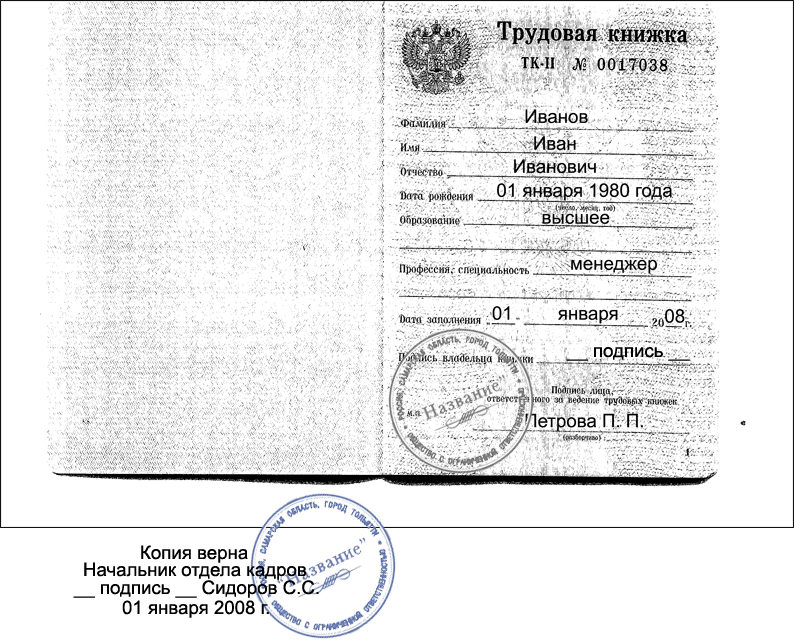 Трудовая книжка
ТК-II № 0017038
Фамилия Иванов
Имя Иван
Отчество Иванович
Дата рождения 01 января 1980 года
(число, месяц, год)
Образование высшее
Профессия, специальность менеджер
Дата заполнения 01 января 2008 г.
Подпись владельца книжки __ подпись __
Подпись лица,
ответственного за ведение трудовых книжек
м.п.
Петрова П. П.
(разборчиво)
1
РОССИЯ, САМАРСКАЯ ОБЛАСТЬ, ГОРОД ТОЛЬЯТТИ * ОБЩЕСТВО С ОГРАНИЧЕННОЙ ОТВЕТСТВЕННОСТЬЮ *
"Название"
Копия верна
Начальник отдела кадров
__ подпись __ Сидоров С.С.
01 января 2008 г.
РОССИЯ, САМАРСКАЯ ОБЛАСТЬ, ГОРОД ТОЛЬЯТТИ * ОБЩЕСТВО С ОГРАНИЧЕННОЙ ОТВЕТСТВЕННОСТЬЮ *
"Название"